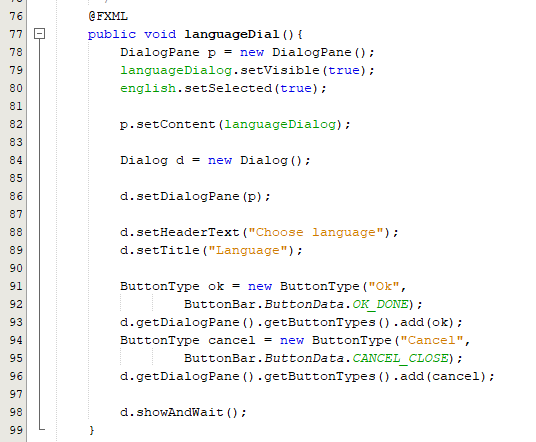 76 @FXML
77 public void languageDial(){
78 DialogPane p = new DialogPane();
79 languageDialog.setVisible(true);
80 english.setSelected(true);
81
82 p.setContent(languageDialog);
83
84 Dialog d = new Dialog();
85
86 d.setDialogPane(p);
87
88 d.setHeaderText("Choose language");
89 d.setTitle("Language");
90
91 ButtonType ok = new ButtonType("Ok",
92 ButtonBar.ButtonData.OK_DONE);
93 d.getDialogPane().getButtonTypes().add(ok);
94 ButtonType cancel = new ButtonType("Cancel",
95 ButtonBar.ButtonData.CANCEL_CLOSE);
96 d.getDialogPane().getButtonTypes().add(cancel);
97
98 d.showAndWait();
99 }